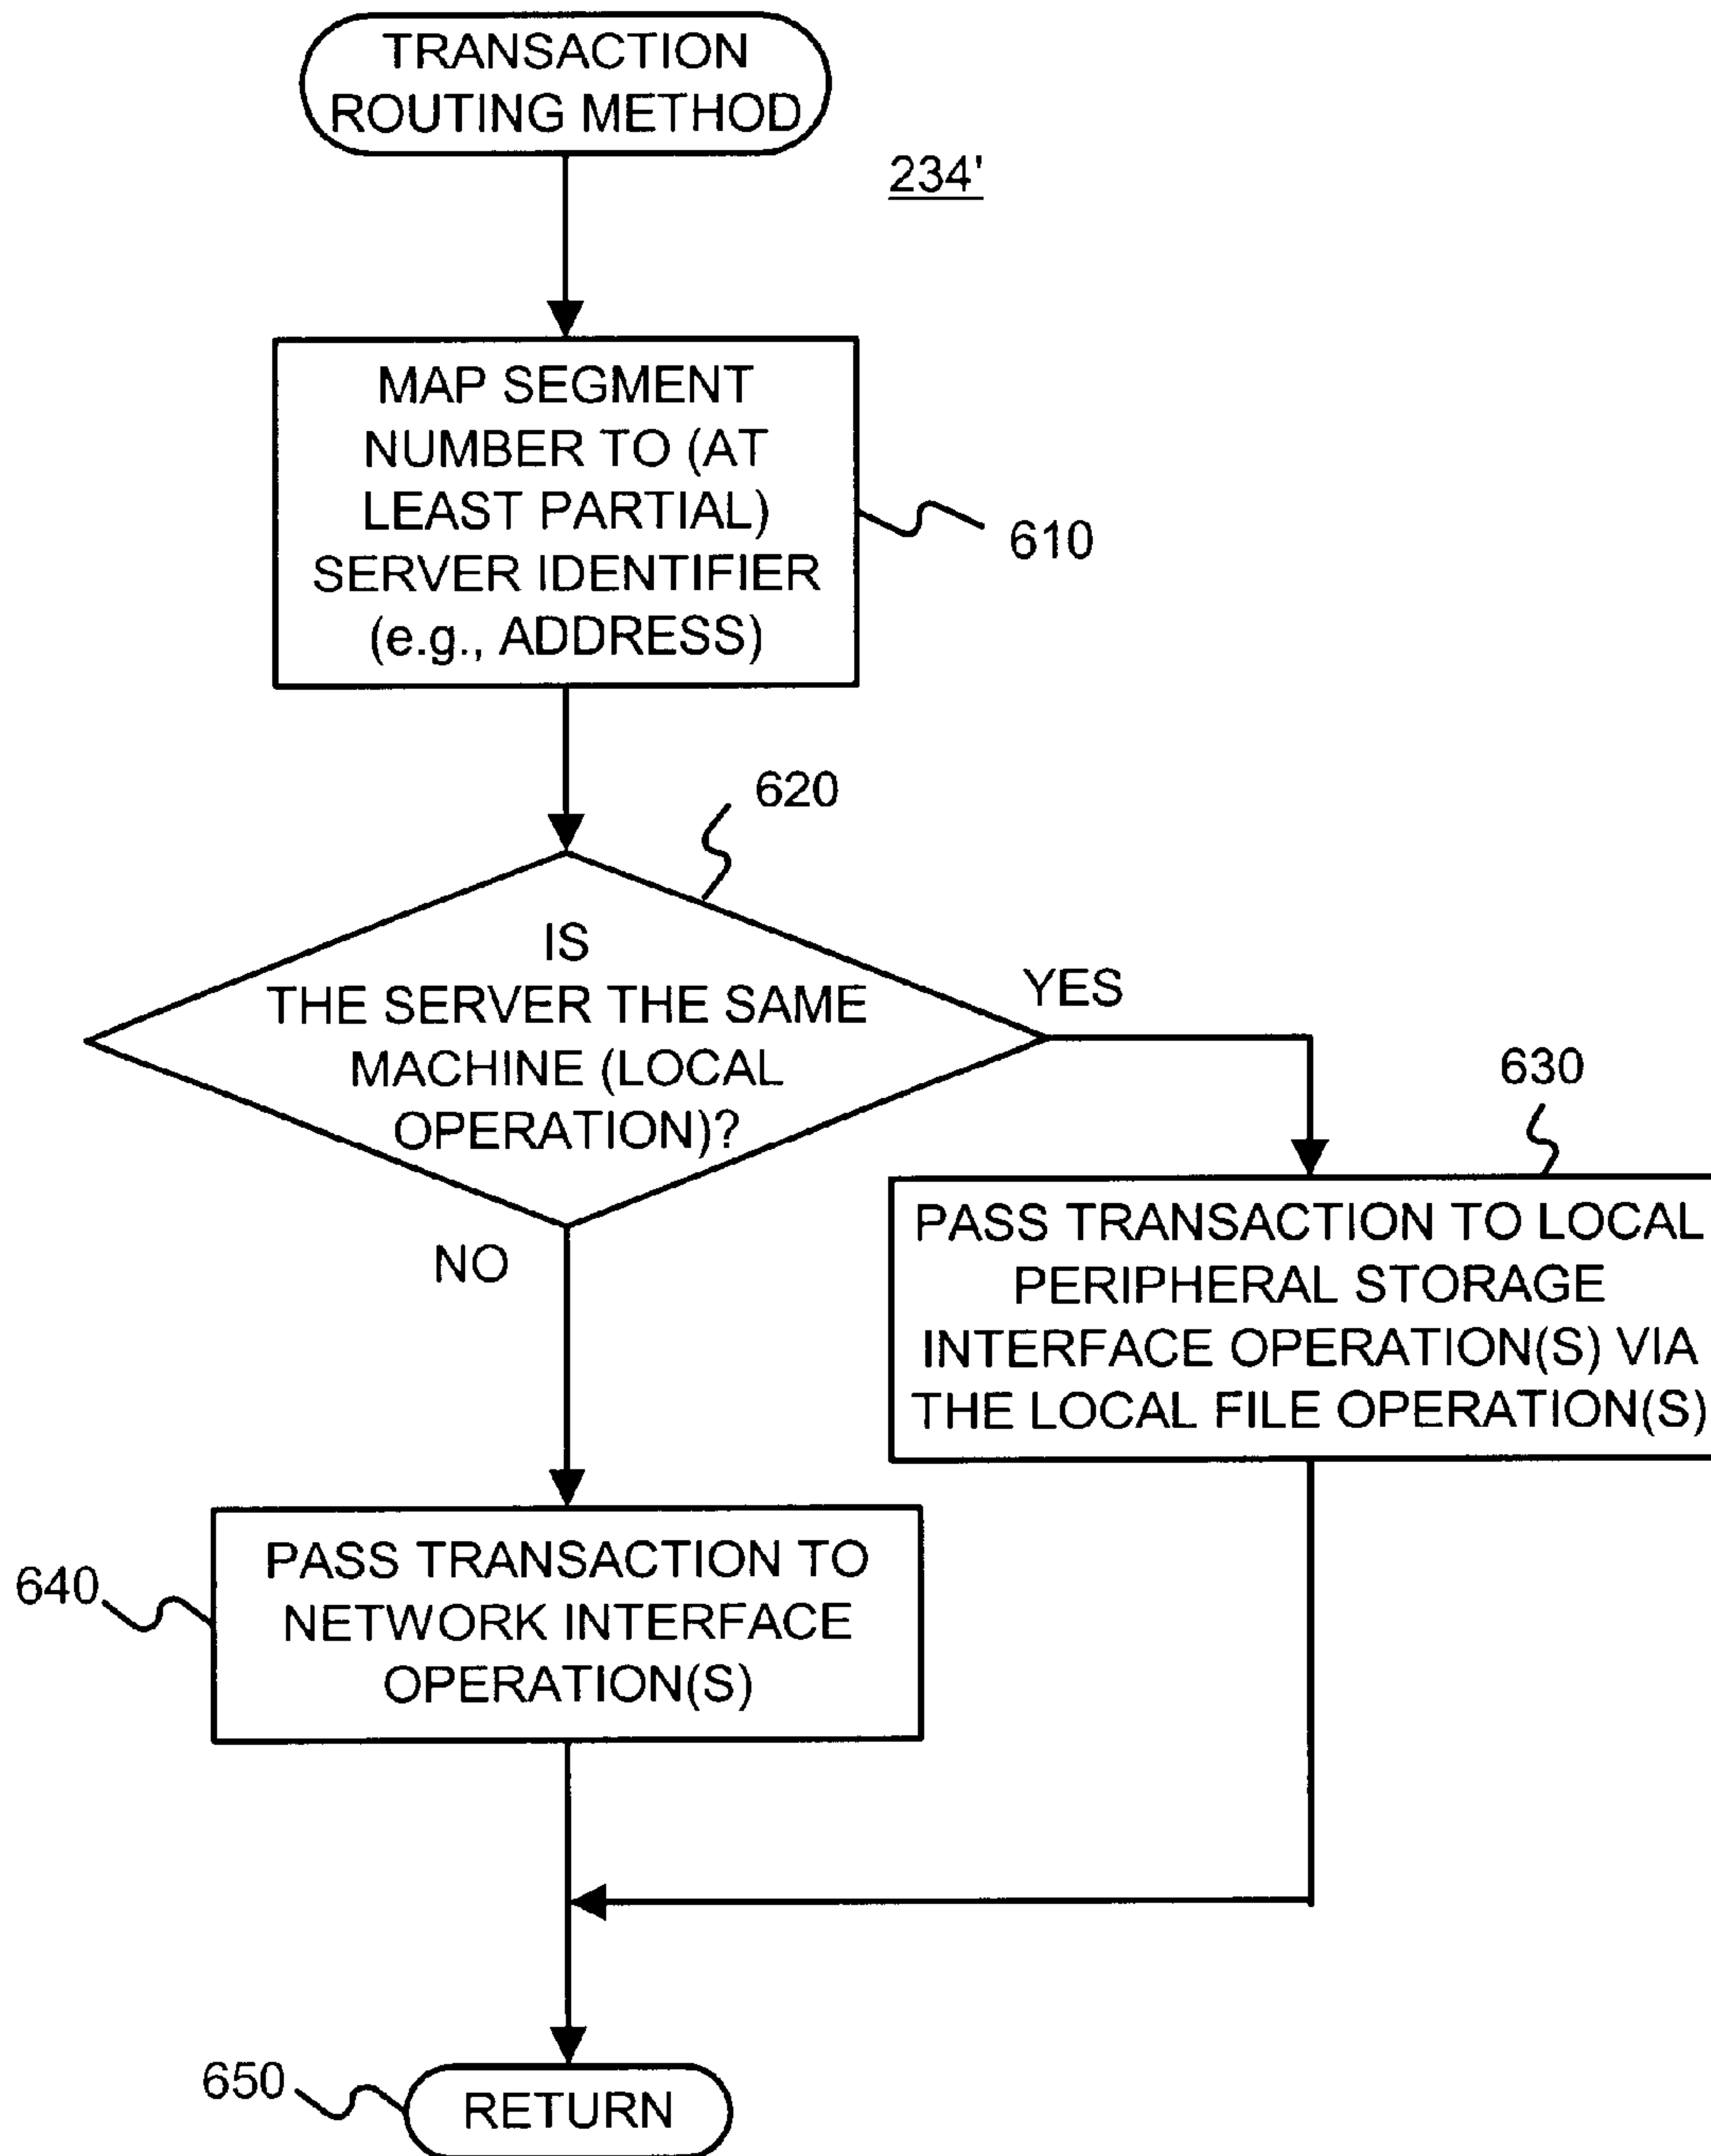 TRANSACTION
ROUTING METHOD
234'
MAP SEGMENT
NUMBER TO (AT
LEAST PARTIAL)
SERVER IDENTIFIER
(e.g., ADDRESS)
610
620
IS
THE SERVER THE SAME
MACHINE (LOCAL
OPERATION)?
YES
NO
630
PASS TRANSACTION TO LOCAL
PERIPHERAL STORAGE
INTERFACE OPERATION(S) VIA
THE LOCAL FILE OPERATION(S)
640
PASS TRANSACTION TO
NETWORK INTERFACE
OPERATION(S)
650
RETURN